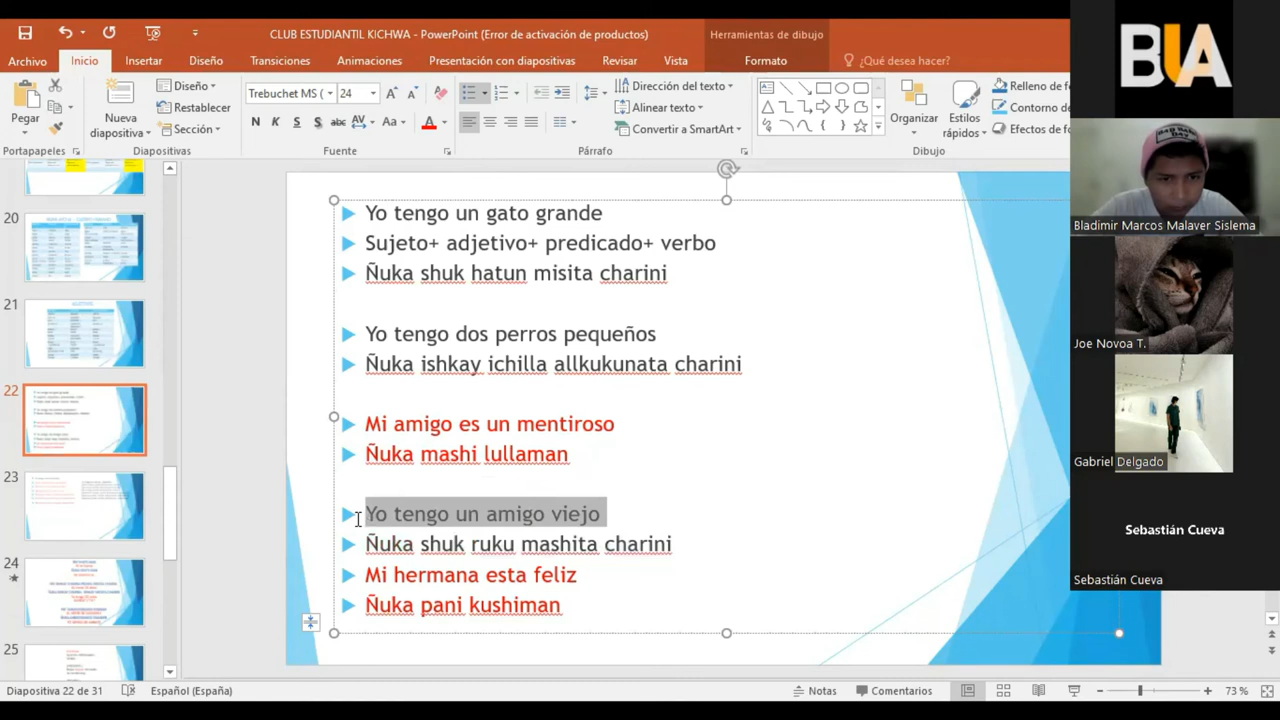 CLUB ESTUDIANTIL KICHWA - PowerPoint (Error de activación de productos)
Herramientas de dibujo
Archivo
Inicio
Insertar
Diseño
Transiciones
Animaciones
Presentación con diapositivas
Revisar
Vista
Formato
¿Qué desea hacer?
Pegar
Nueva
diapositiva
Diseño
Restablecer
Sección
Trebuchet MS (
24
N K S S abc AV Aa A
Dirección del texto
Alinear texto
Convertir a SmartArt
Organizar
Estilos
rápidos
Relleno de f
Contorno de
Efectos de fo
Portapapeles
Diapositivas
Fuente
Párrafo
Dibujo
20
21
22
23
24
25
Yo tengo un gato grande
Sujeto+ adjetivo+ predicado+ verbo
Ñuka shuk hatun misita charini
Yo tengo dos perros pequeños
Ñuka ishkay ichilla allkukunata charini
Mi amigo es un mentiroso
Ñuka mashi lullaman
Yo tengo un amigo viejo
Ñuka shuk ruku mashita charini
Mi hermana essa feliz
Ñuka pani kushiman
BUA
Bladimir Marcos Malaver Sislema
Joe Novoa T.
Gabriel Delgado
Sebastián Cueva
Sebastián Cueva
Diapositiva 22 de 31
Español (España)
Notas
Comentarios
73 %